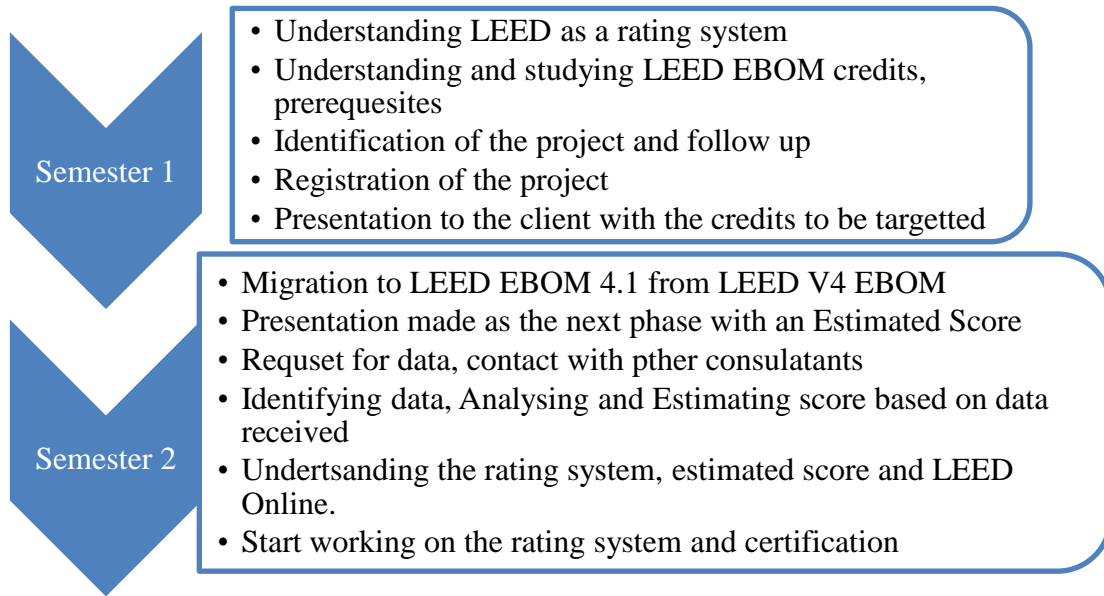 • Understanding LEED as a rating system
• Understanding and studying LEED EBOM credits,
prerequesites
• Identification of the project and follow up
Semester 1
• Registration of the project
• Presentation to the client with the credits to be targetted
• Migration to LEED EBOM 4.1 from LEED V4 EBOM
• Presentation made as the next phase with an Estimated Score
• Requset for data, contact with pther consulatants
• Identifying data, Analysing and Estimating score based on data
received
Semester 2
• Undertsanding the rating system, estimated score and LEED
Online.
• Start working on the rating system and certification